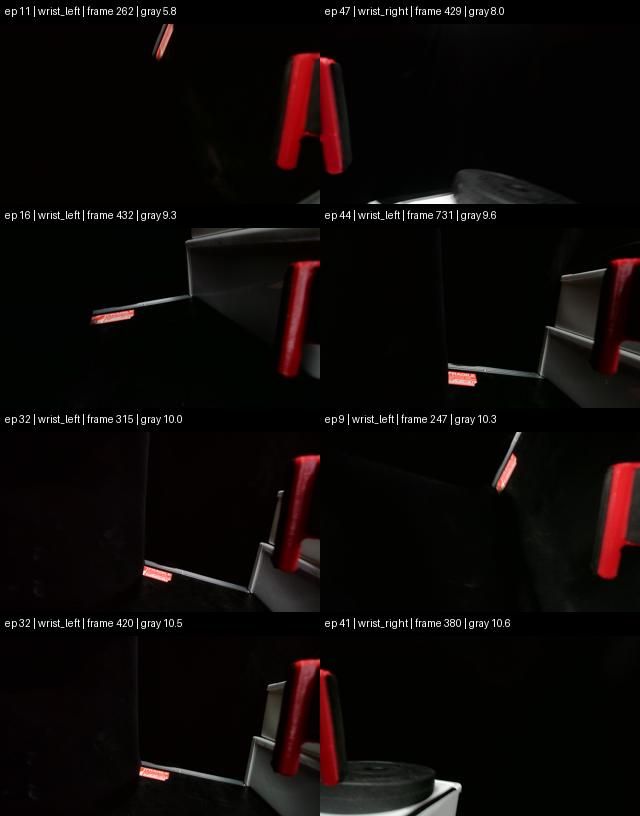 ep 11 | wrist_left | frame 262 | gray 5.8
ep 47 | wrist_right | frame 429 | gray 8.0
ep 16 | wrist_left | frame 432 | gray 9.3
ep 44 | wrist_left | frame 731 | gray 9.6
ep 32 | wrist_left | frame 315 | gray 10.0
ep 9 | wrist_left | frame 247 | gray 10.3
ep 32 | wrist_left | frame 420 | gray 10.5
ep 41 | wrist_right | frame 380 | gray 10.6